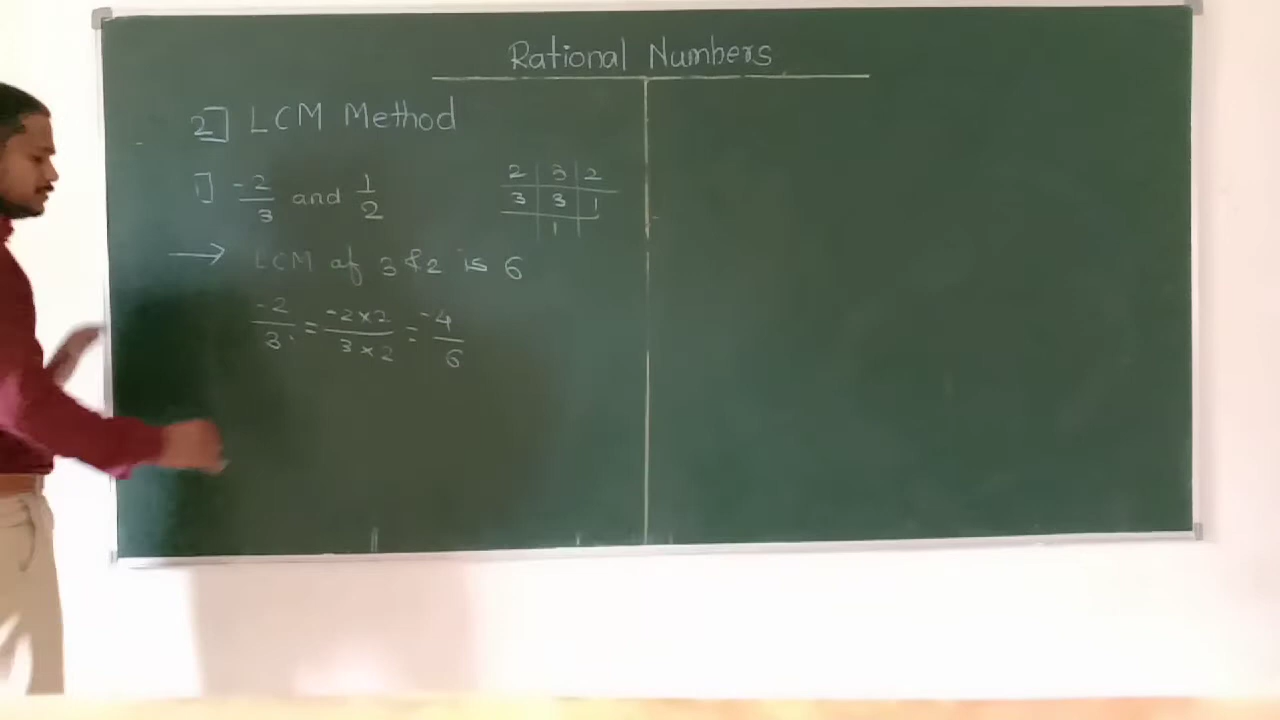 Rational Numbers
2] LCM Method
1] -2/3 and 1/2
2 | 3 | 2
3 | 3 | 1
1
→ LCM of 3 & 2 is 6
-2/3 = -2×2/3×2 = -4/6